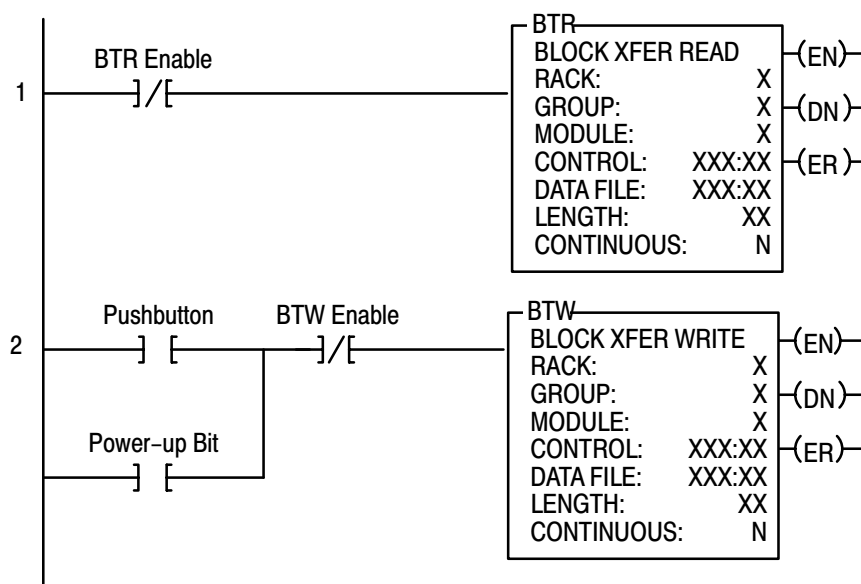 BTR Enable
1
BTR
BLOCK XFER READ
RACK: X
GROUP: X
MODULE: X
CONTROL: XXX:XX
DATA FILE: XXX:XX
LENGTH: XX
CONTINUOUS: N
(EN)
(DN)
(ER)
2
Pushbutton
BTW Enable
Power-up Bit
BTW
BLOCK XFER WRITE
RACK: X
GROUP: X
MODULE: X
CONTROL: XXX:XX
DATA FILE: XXX:XX
LENGTH: XX
CONTINUOUS: N
(EN)
(DN)
(ER)